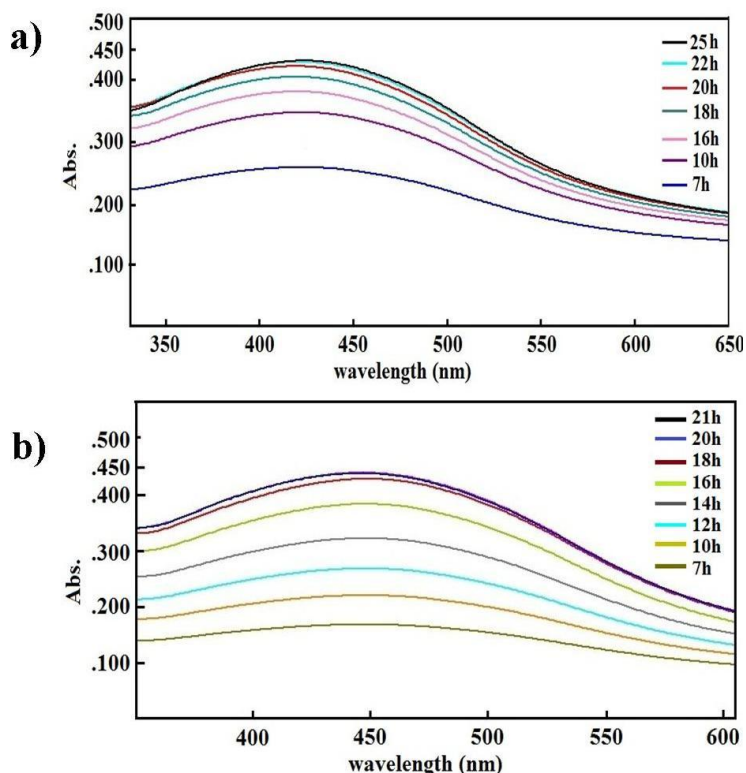 a)
.500
.450
.400
.300
.200
.100
Abs.
25h
22h
20h
18h
16h
10h
7h
350 400 450 500 550 600 650
wavelength (nm)
b)
.500
.450
.400
.300
.200
.100
Abs.
21h
20h
18h
16h
14h
12h
10h
7h
400 450 500 550 600
wavelength (nm)